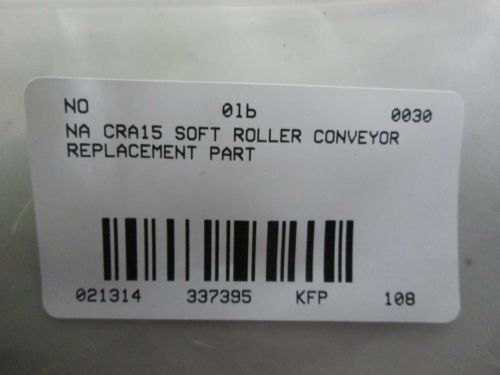 NO 01b 0030
NA CRA15 SOFT ROLLER CONVEYOR
REPLACEMENT PART
021314 337395 KFP 108